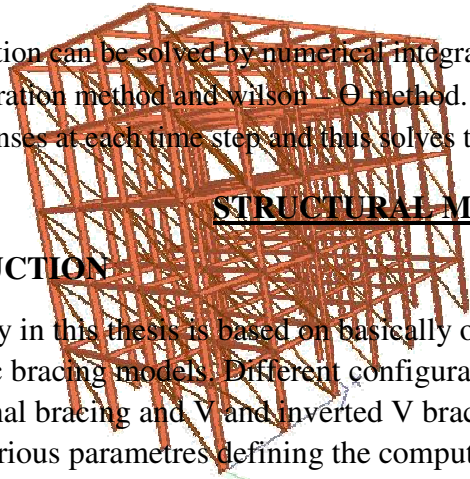 tion can be solved by numerical integra
ration method and wilson – Θ method.
nses at each time step and thus solves t
STRUCTURAL M
UCTION
y in this thesis is based on basically o
c bracing models. Different configura
nal bracing and V and inverted V brac
rious parametres defining the comput